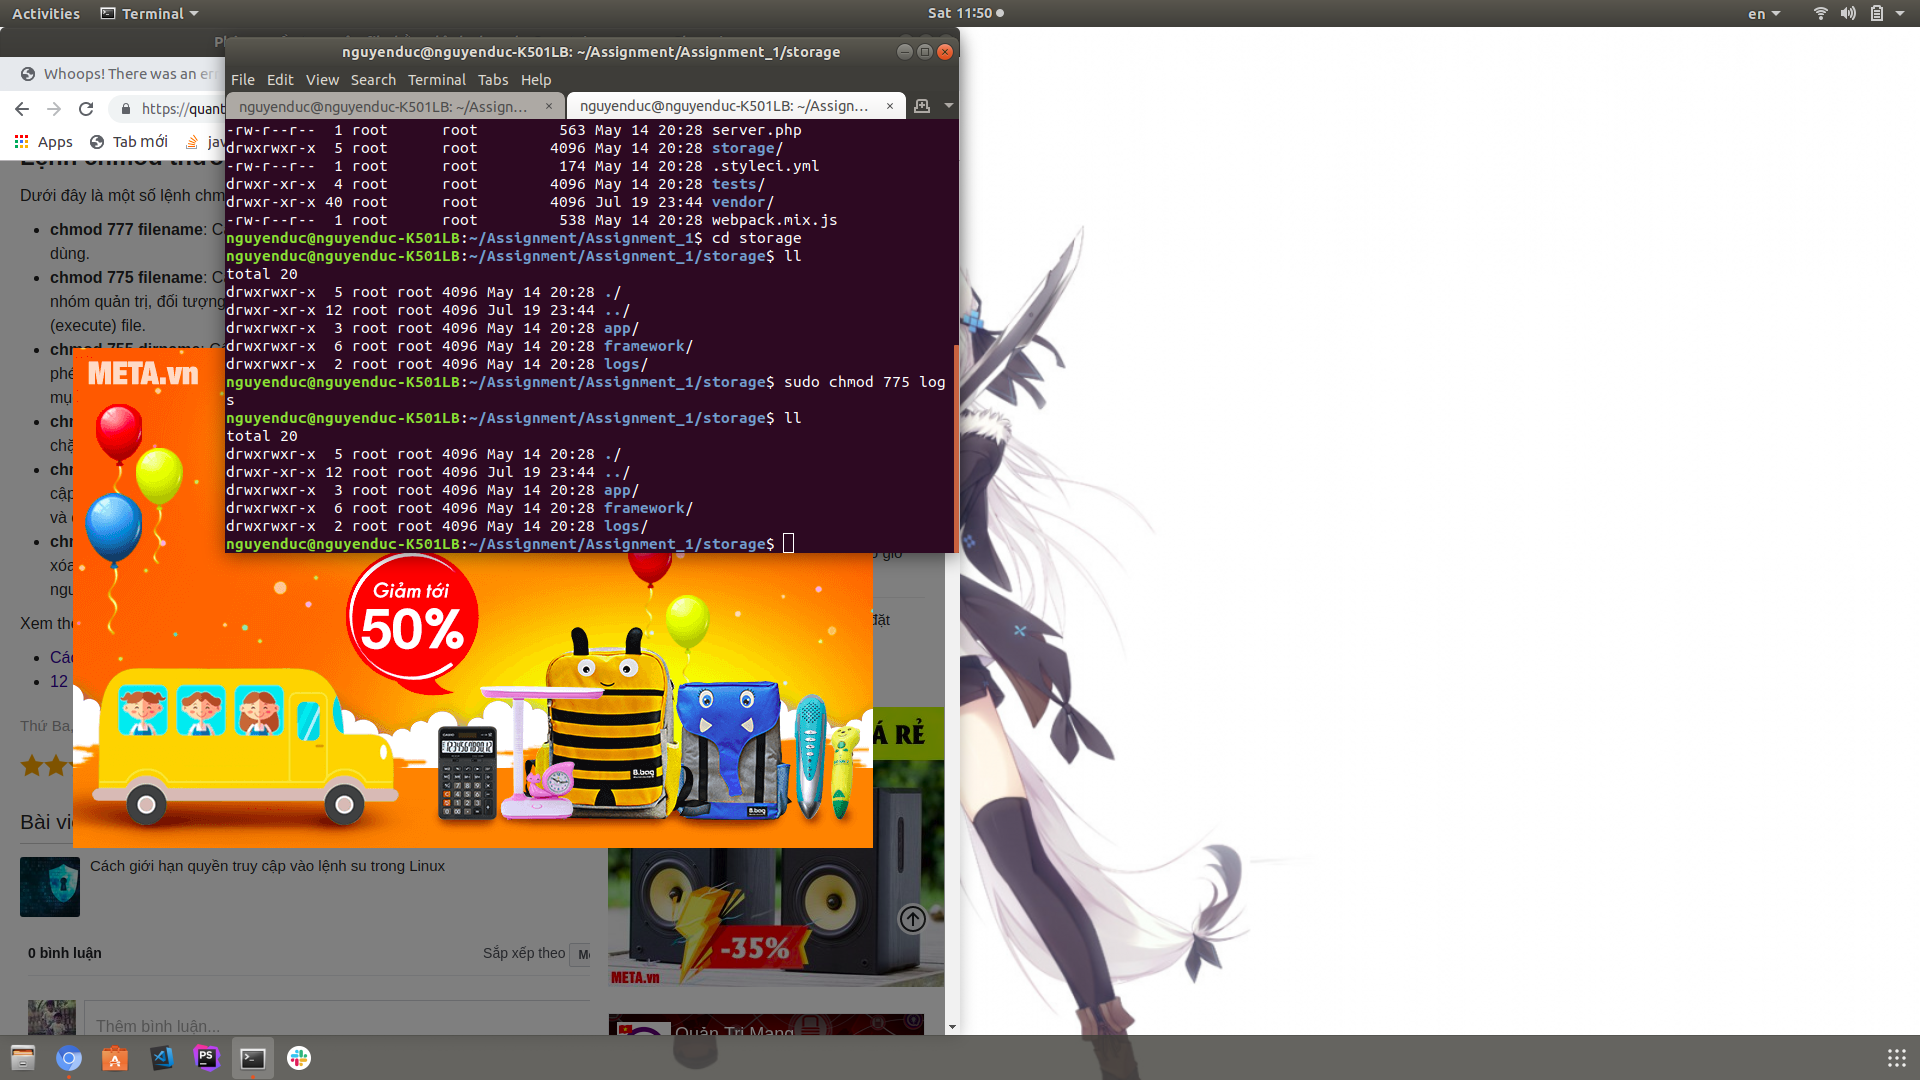 Activities
Terminal
Sat 11:50
en
nguyenduc@nguyenduc-K501LB: ~/Assignment/Assignment_1/storage
Whoops! There was an err
File Edit View Search Terminal Tabs Help
https://quant
nguyenduc@nguyenduc-K501LB: ~/Assign…
nguyenduc@nguyenduc-K501LB: ~/Assign…
Apps
Tab mới
jav
-rw-r--r-- 1 root root 563 May 14 20:28 server.php
drwxrwxr-x 5 root root 4096 May 14 20:28 storage/
-rw-r--r-- 1 root root 174 May 14 20:28 .styleci.yml
drwxr-xr-x 4 root root 4096 May 14 20:28 tests/
drwxr-xr-x 40 root root 4096 Jul 19 23:44 vendor/
-rw-r--r-- 1 root root 538 May 14 20:28 webpack.mix.js
nguyenduc@nguyenduc-K501LB:~/Assignment/Assignment_1$ cd storage
nguyenduc@nguyenduc-K501LB:~/Assignment/Assignment_1/storage$ ll
total 20
drwxrwxr-x 5 root root 4096 May 14 20:28 ./
drwxr-xr-x 12 root root 4096 Jul 19 23:44 ../
drwxrwxr-x 3 root root 4096 May 14 20:28 app/
drwxrwxr-x 6 root root 4096 May 14 20:28 framework/
drwxrwxr-x 2 root root 4096 May 14 20:28 logs/
nguyenduc@nguyenduc-K501LB:~/Assignment/Assignment_1/storage$ sudo chmod 775 log
s
nguyenduc@nguyenduc-K501LB:~/Assignment/Assignment_1/storage$ ll
total 20
drwxrwxr-x 5 root root 4096 May 14 20:28 ./
drwxr-xr-x 12 root root 4096 Jul 19 23:44 ../
drwxrwxr-x 3 root root 4096 May 14 20:28 app/
drwxrwxr-x 6 root root 4096 May 14 20:28 framework/
drwxrwxr-x 2 root root 4096 May 14 20:28 logs/
nguyenduc@nguyenduc-K501LB:~/Assignment/Assignment_1/storage$
Dưới đây là một số lệnh chm
chmod 777 filename: C
dùng.
chmod 775 filename: C
nhóm quản trị, đối tượng
(execute) file.
phé
mụ
chặ
cập
và
xóa
ngu
Xem the
Các
12
Thứ Ba,
META.vn
Giảm tới
50%
B.bag
B.bag
đặt
Á RẺ
Bài vi
Cách giới hạn quyền truy cập vào lệnh su trong Linux
0 bình luận
Sắp xếp theo
Thêm bình luận...
-35%
META.vn
Quản Trị Mạng
PS